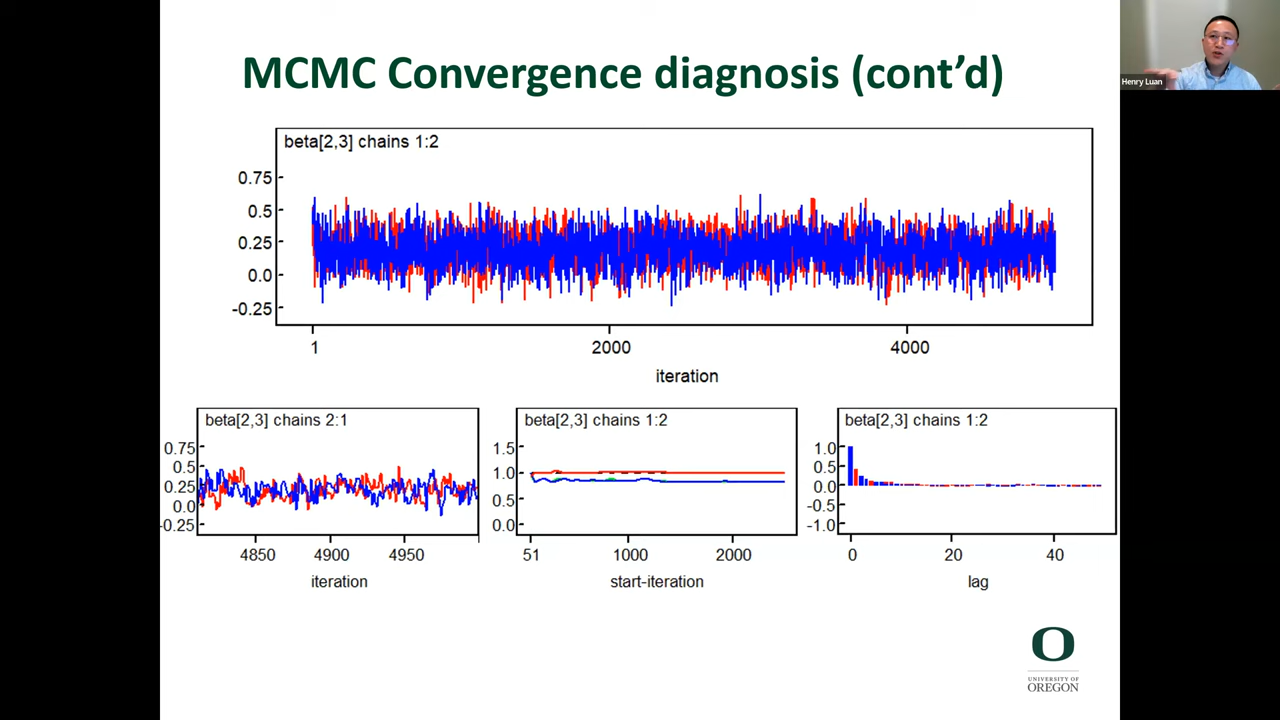 MCMC Convergence diagnosis (cont’d)
Henry Luan
beta[2,3] chains 1:2
0.75
0.5
0.25
0.0
-0.25
1 2000 4000
iteration
beta[2,3] chains 2:1
0.75
0.5
0.25
0.0
-0.25
4850 4900 4950
iteration
beta[2,3] chains 1:2
1.5
1.0
0.5
0.0
51 1000 2000
start-iteration
beta[2,3] chains 1:2
1.0
0.5
0.0
-0.5
-1.0
0 20 40
lag
O
UNIVERSITY OF
OREGON